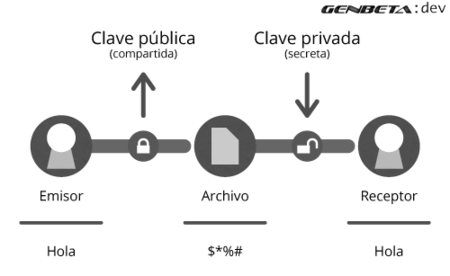 GENBETA:dev
Clave pública
(compartida)
Clave privada
(secreta)
Emisor
Archivo
Receptor
Hola
$*%#
Hola